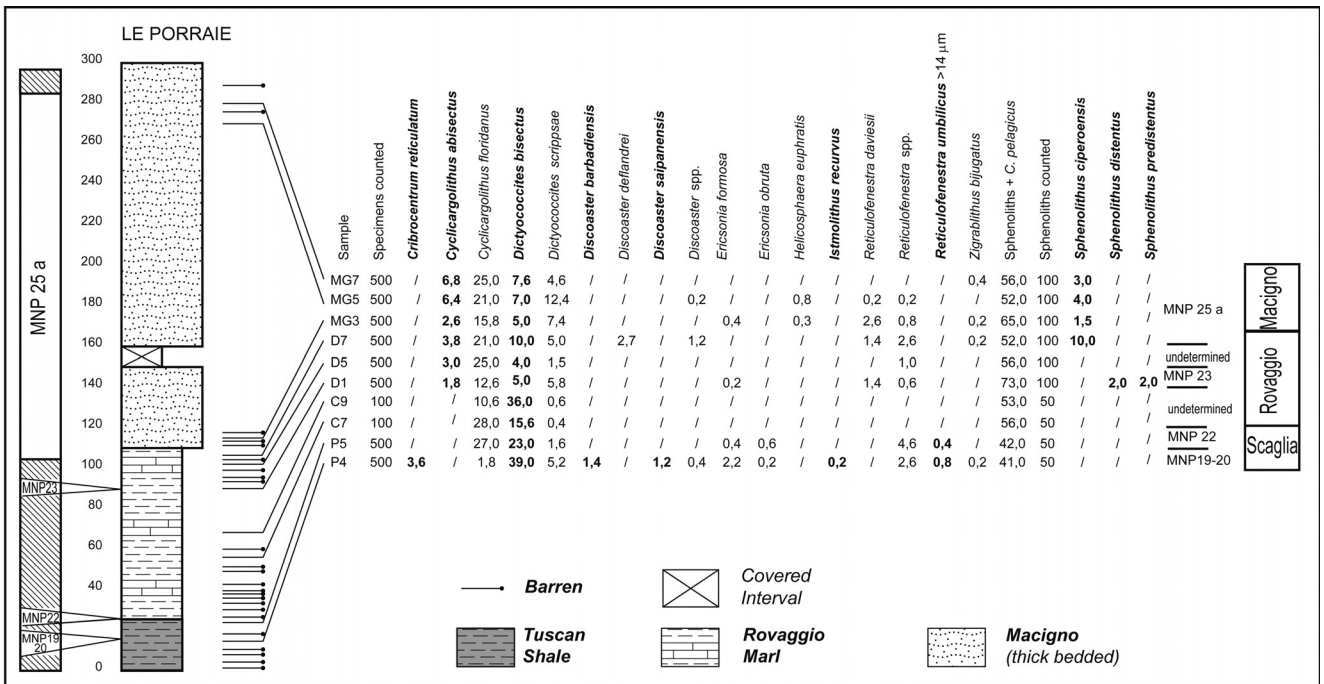 LE PORRAIE
300
280
260
240
220
200
180
160
140
120
100
80
60
40
20
0
MNP 25 a
MNP23
MNP22
MNP19
20
Sample
Specimens counted
Cribrocentrum reticulatum
Cyclicargolithus abisectus
Cyclicargolithus floridanus
Dictyococcites bisectus
Dictyococcites scrippsae
Discoaster barbadiensis
Discoaster deflandrei
Discoaster saipanensis
Discoaster spp.
Ericsonia formosa
Ericsonia obruta
Helicosphaera euphratis
Istmolithus recurvus
Reticulofenestra daviesii
Reticulofenestra spp.
Reticulofenestra umbilicus >14 μm
Zigrablithus bijugatus
Sphenoliths + C. pelagicus
Sphenoliths counted
Sphenolithus ciperoensis
Sphenolithus distentus
Sphenolithus predistentus
MG7 500 / 6,8 25,0 7,6 4,6 / / / / / / / / / / / 0,4 56,0 100 3,0 / /
MG5 500 / 6,4 21,0 7,0 12,4 / / / 0,2 / / 0,8 / 0,2 0,2 / / 52,0 100 4,0 / /
MG3 500 / 2,6 15,8 5,0 7,4 / / / / 0,4 / 0,3 / 2,6 0,8 / 0,2 65,0 100 1,5 / /
D7 500 / 3,8 21,0 10,0 5,0 / 2,7 / 1,2 / / / / 1,4 2,6 / 0,2 52,0 100 10,0 / /
D5 500 / 3,0 25,0 4,0 1,5 / / / / / / / / / 1,0 / / 56,0 100 / / /
D1 500 / 1,8 12,6 5,0 5,8 / / / / 0,2 / / / 1,4 0,6 / / 73,0 100 / 2,0 2,0
C9 100 / / 10,6 36,0 0,6 / / / / / / / / / / / / 53,0 50 / / /
C7 100 / / 28,0 15,6 0,4 / / / / / / / / / / / / 56,0 50 / / /
P5 500 / / 27,0 23,0 1,6 / / / / 0,4 0,6 / / / 4,6 0,4 / 42,0 50 / / /
P4 500 3,6 / 1,8 39,0 5,2 1,4 / 1,2 0,4 2,2 0,2 / 0,2 / 2,6 0,8 0,2 41,0 50 / / /
MNP 25 a
undetermined
MNP 23
undetermined
MNP 22
MNP19-20
Macigno
Rovaggio
Scaglia
Barren
Covered
Interval
Tuscan
Shale
Rovaggio
Marl
Macigno
(thick bedded)